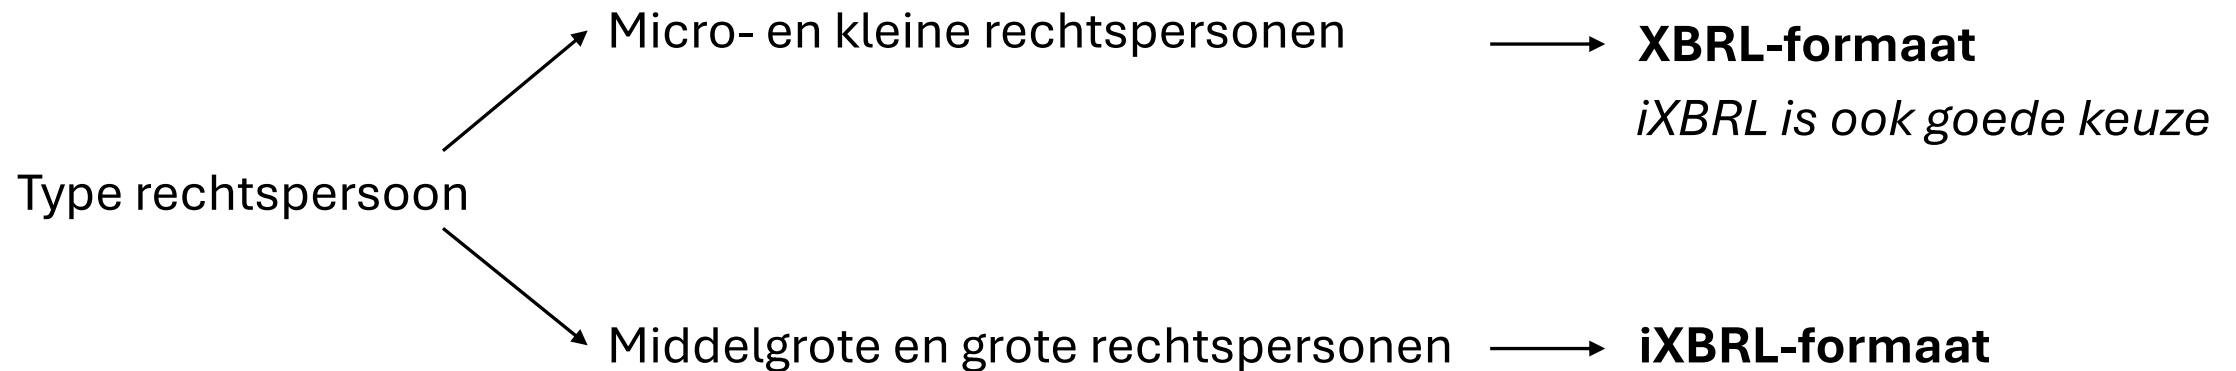 Micro- en kleine rechtspersonen
XBRL-formaat
iXBRL is ook goede keuze
Type rechtspersoon
Middelgrote en grote rechtspersonen
iXBRL-formaat